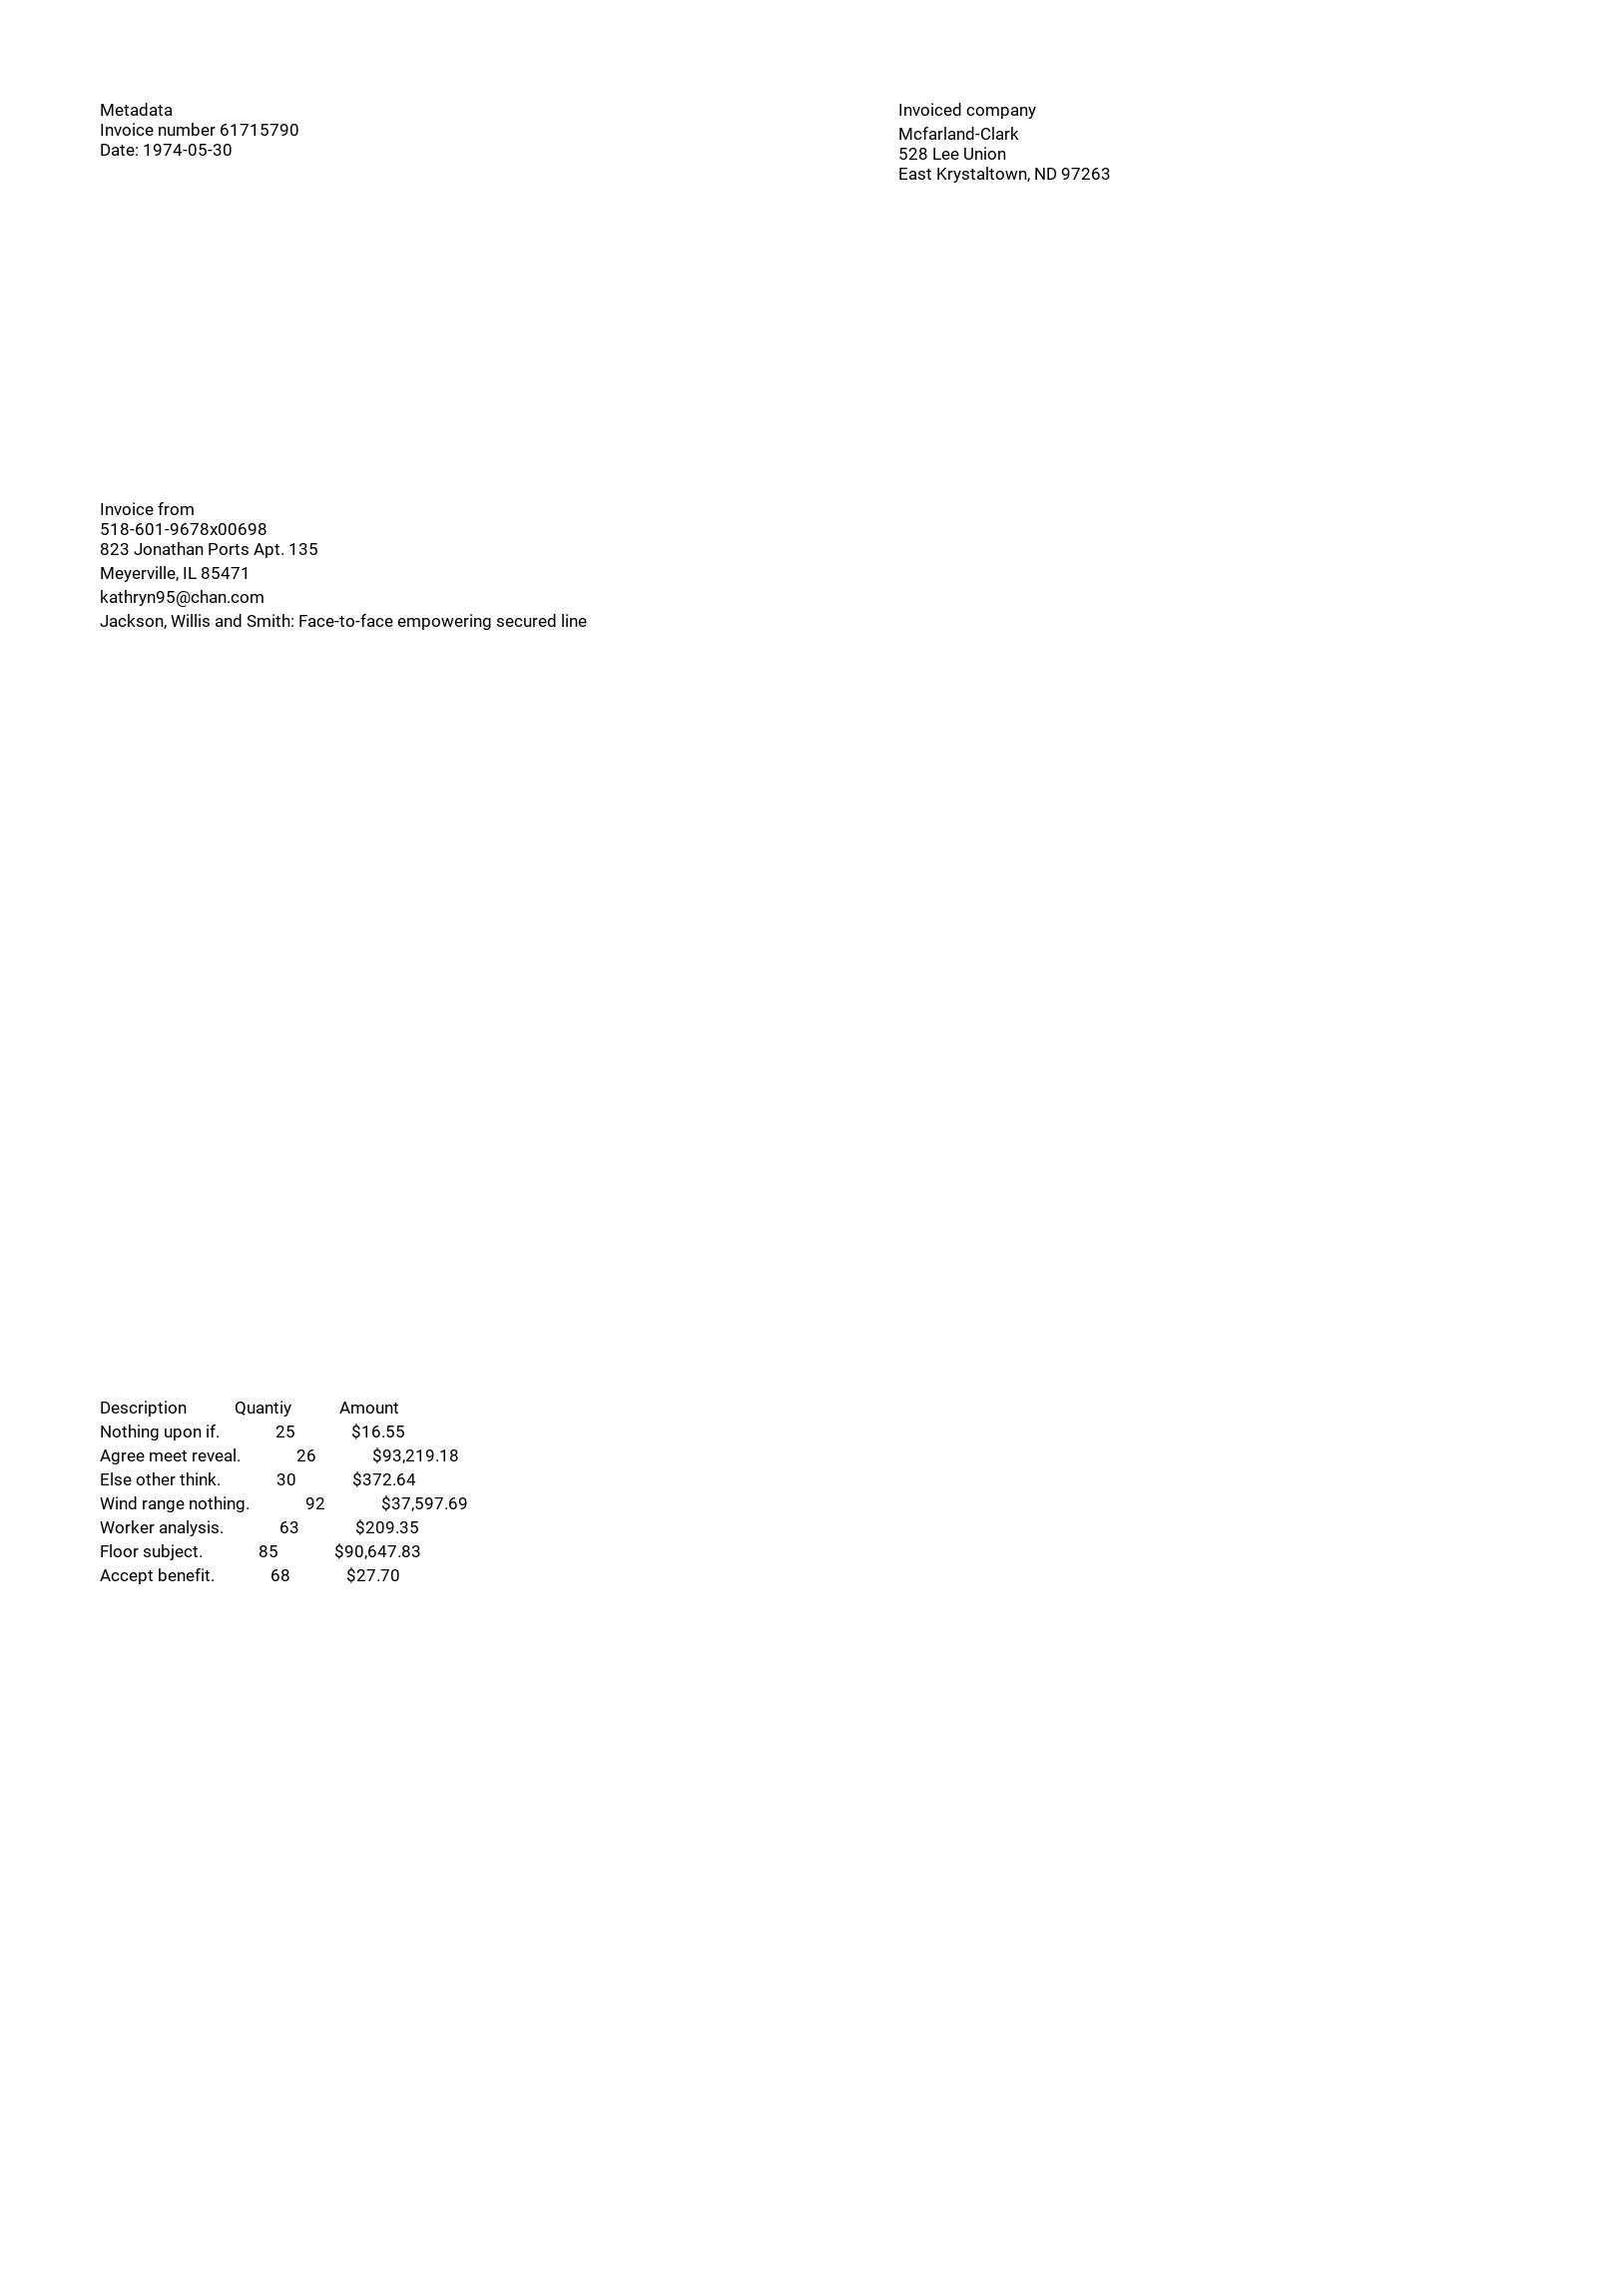 Metadata
Invoice number 61715790
Date: 1974-05-30
Invoiced company
Mcfarland-Clark
528 Lee Union
East Krystaltown, ND 97263
Invoice from
518-601-9678x00698
823 Jonathan Ports Apt. 135
Meyerville, IL 85471
kathryn95@chan.com
Jackson, Willis and Smith: Face-to-face empowering secured line
Description Quantiy Amount
Nothing upon if. 25 $16.55
Agree meet reveal. 26 $93,219.18
Else other think. 30 $372.64
Wind range nothing. 92 $37,597.69
Worker analysis. 63 $209.35
Floor subject. 85 $90,647.83
Accept benefit. 68 $27.70